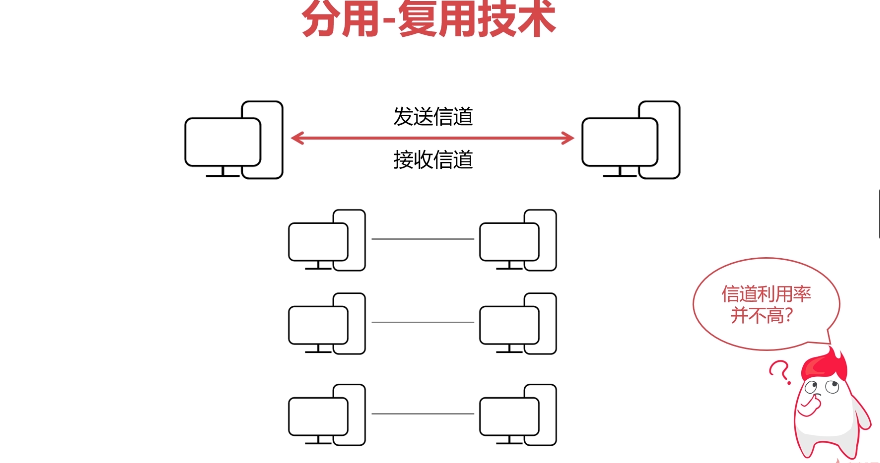 分用-复用技术
发送信道
接收信道
信道利用率
并不高?